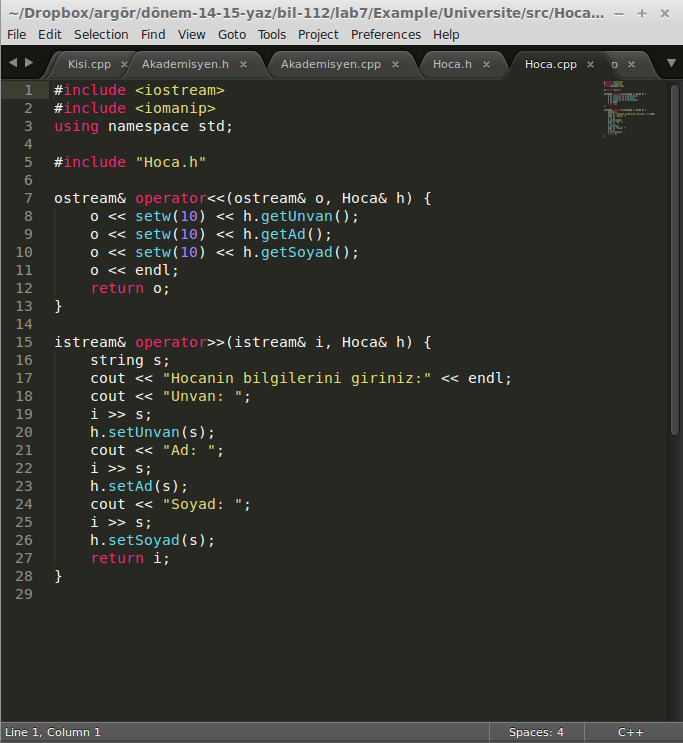 ~/Dropbox/argör/dönem-14-15-yaz/bil-112/lab7/Example/Universite/src/Hoca...
File Edit Selection Find View Goto Tools Project Preferences Help
Kisi.cpp Akademisyen.h Akademisyen.cpp Hoca.h Hoca.cpp p
1 #include <iostream>
2 #include <iomanip>
3 using namespace std;
4
5 #include "Hoca.h"
6
7 ostream& operator<<(ostream& o, Hoca& h) {
8     o << setw(10) << h.getUnvan();
9     o << setw(10) << h.getAd();
10     o << setw(10) << h.getSoyad();
11     o << endl;
12     return o;
13 }
14
15 istream& operator>>(istream& i, Hoca& h) {
16     string s;
17     cout << "Hocanin bilgilerini giriniz:" << endl;
18     cout << "Unvan: ";
19     i >> s;
20     h.setUnvan(s);
21     cout << "Ad: ";
22     i >> s;
23     h.setAd(s);
24     cout << "Soyad: ";
25     i >> s;
26     h.setSoyad(s);
27     return i;
28 }
29
Line 1, Column 1 Spaces: 4 C++